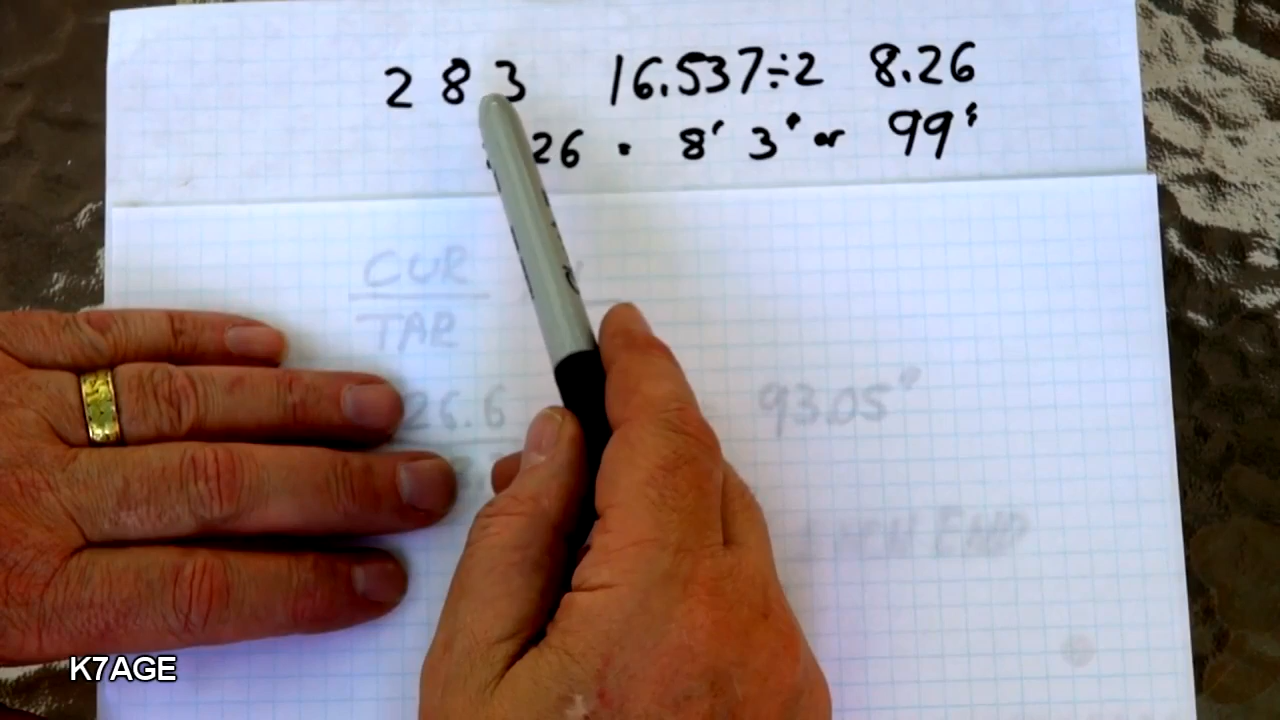 2 8 3 16.537÷2 8.26
26 8' 3" or 99"
CUR
TAR
26.6 93.05"
K7AGE